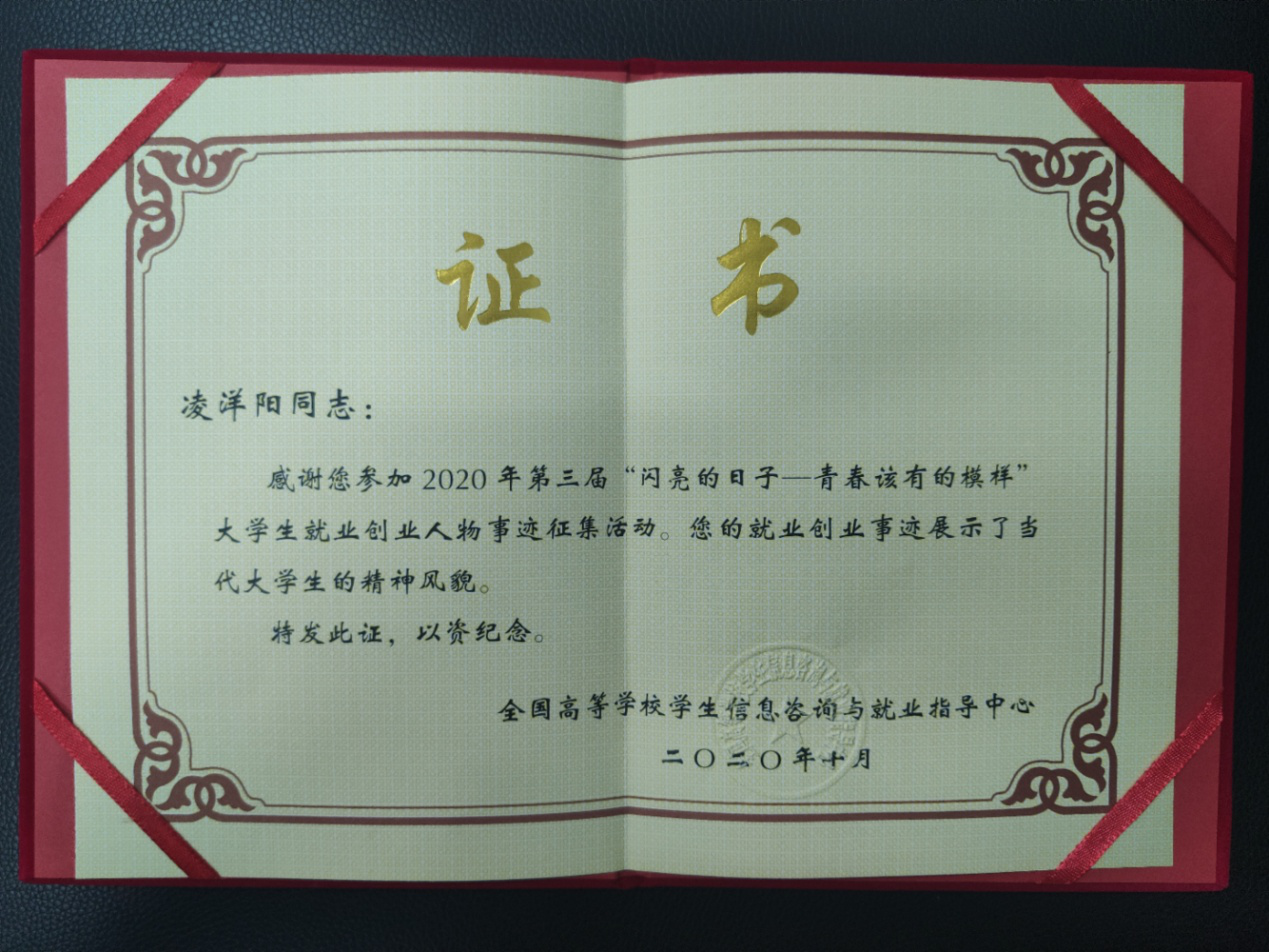 证书
凌洋阳同志：
感谢您参加 2020 年第三届“闪亮的日子—青春该有的模样”
大学生就业创业人物事迹征集活动。您的就业创业事迹展示了当
代大学生的精神风貌。
特发此证，以资纪念。
全国高等学校学生信息咨询与就业指导中心
二〇二〇年十月